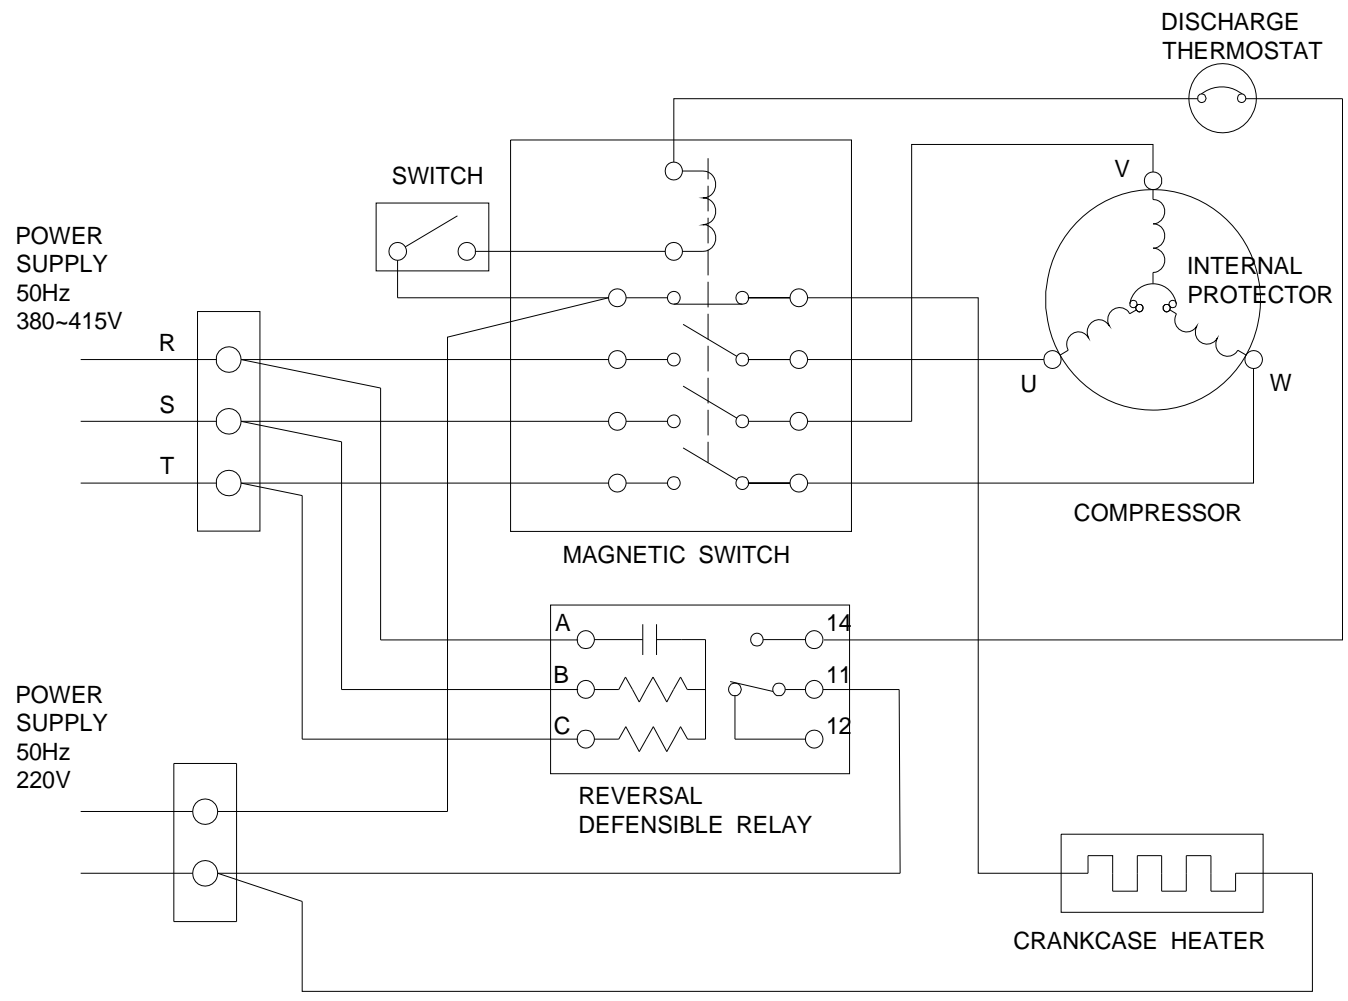 DISCHARGE
THERMOSTAT
SWITCH
V
POWER
SUPPLY
50Hz
380~415V
INTERNAL
PROTECTOR
R
U
W
S
T
COMPRESSOR
MAGNETIC SWITCH
A
14
B
11
C
12
POWER
SUPPLY
50Hz
220V
REVERSAL
DEFENSIBLE RELAY
CRANKCASE HEATER